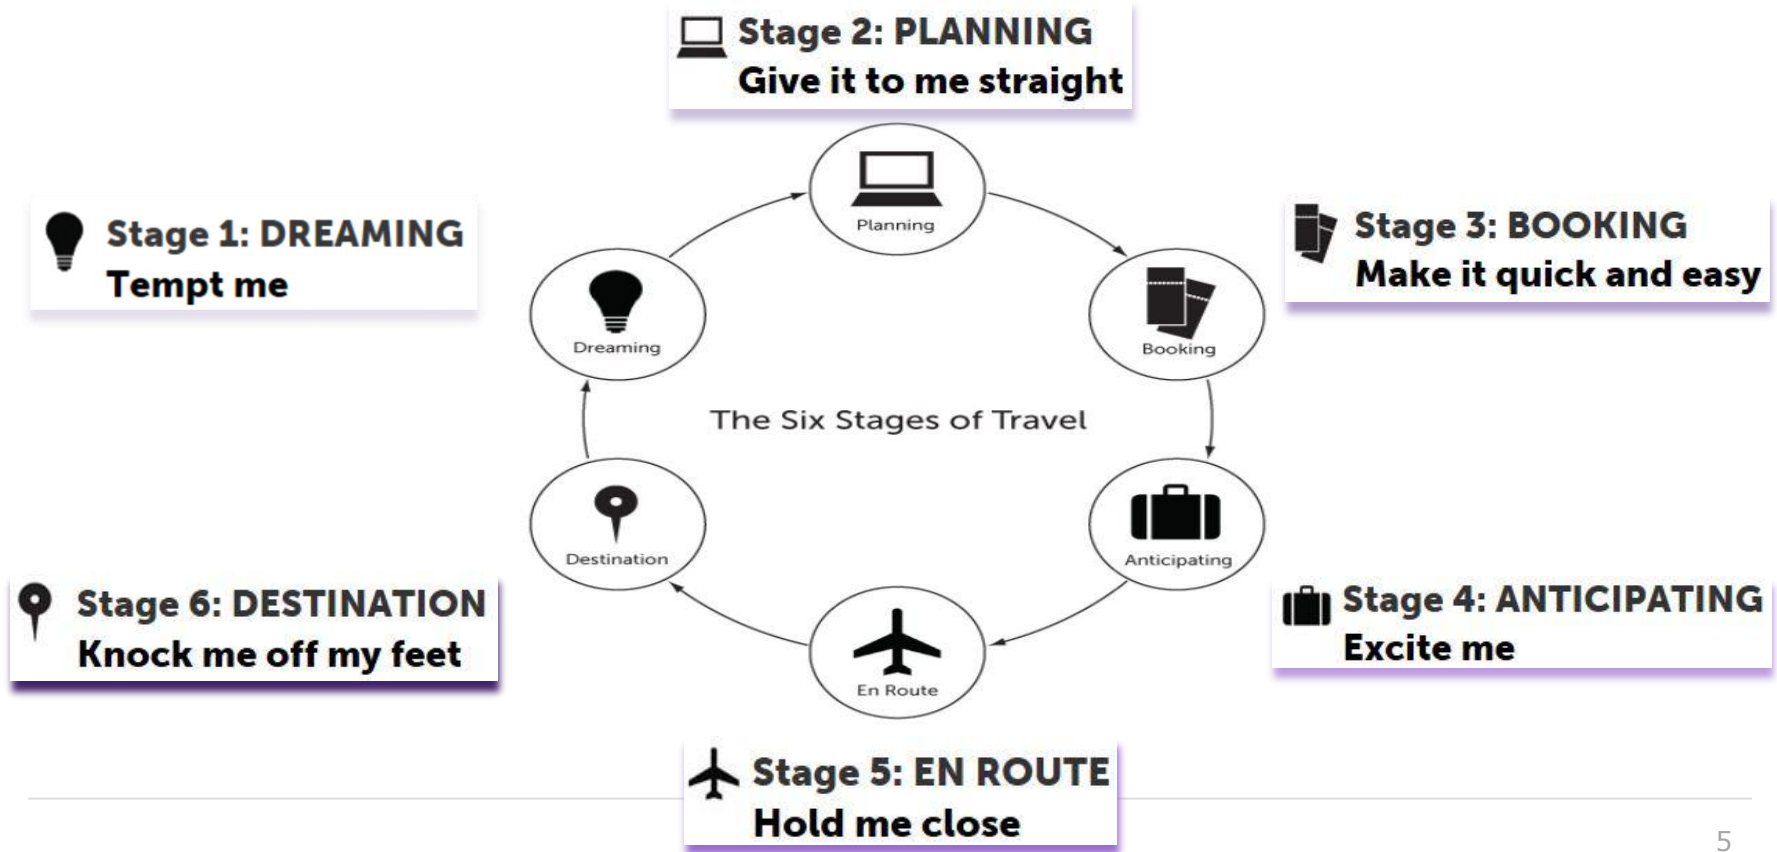 Stage 2: PLANNING
Give it to me straight
Stage 1: DREAMING
Tempt me
Stage 3: BOOKING
Make it quick and easy
Planning
Dreaming
Booking
The Six Stages of Travel
Destination
Anticipating
En Route
Stage 6: DESTINATION
Knock me off my feet
Stage 4: ANTICIPATING
Excite me
Stage 5: EN ROUTE
Hold me close
5